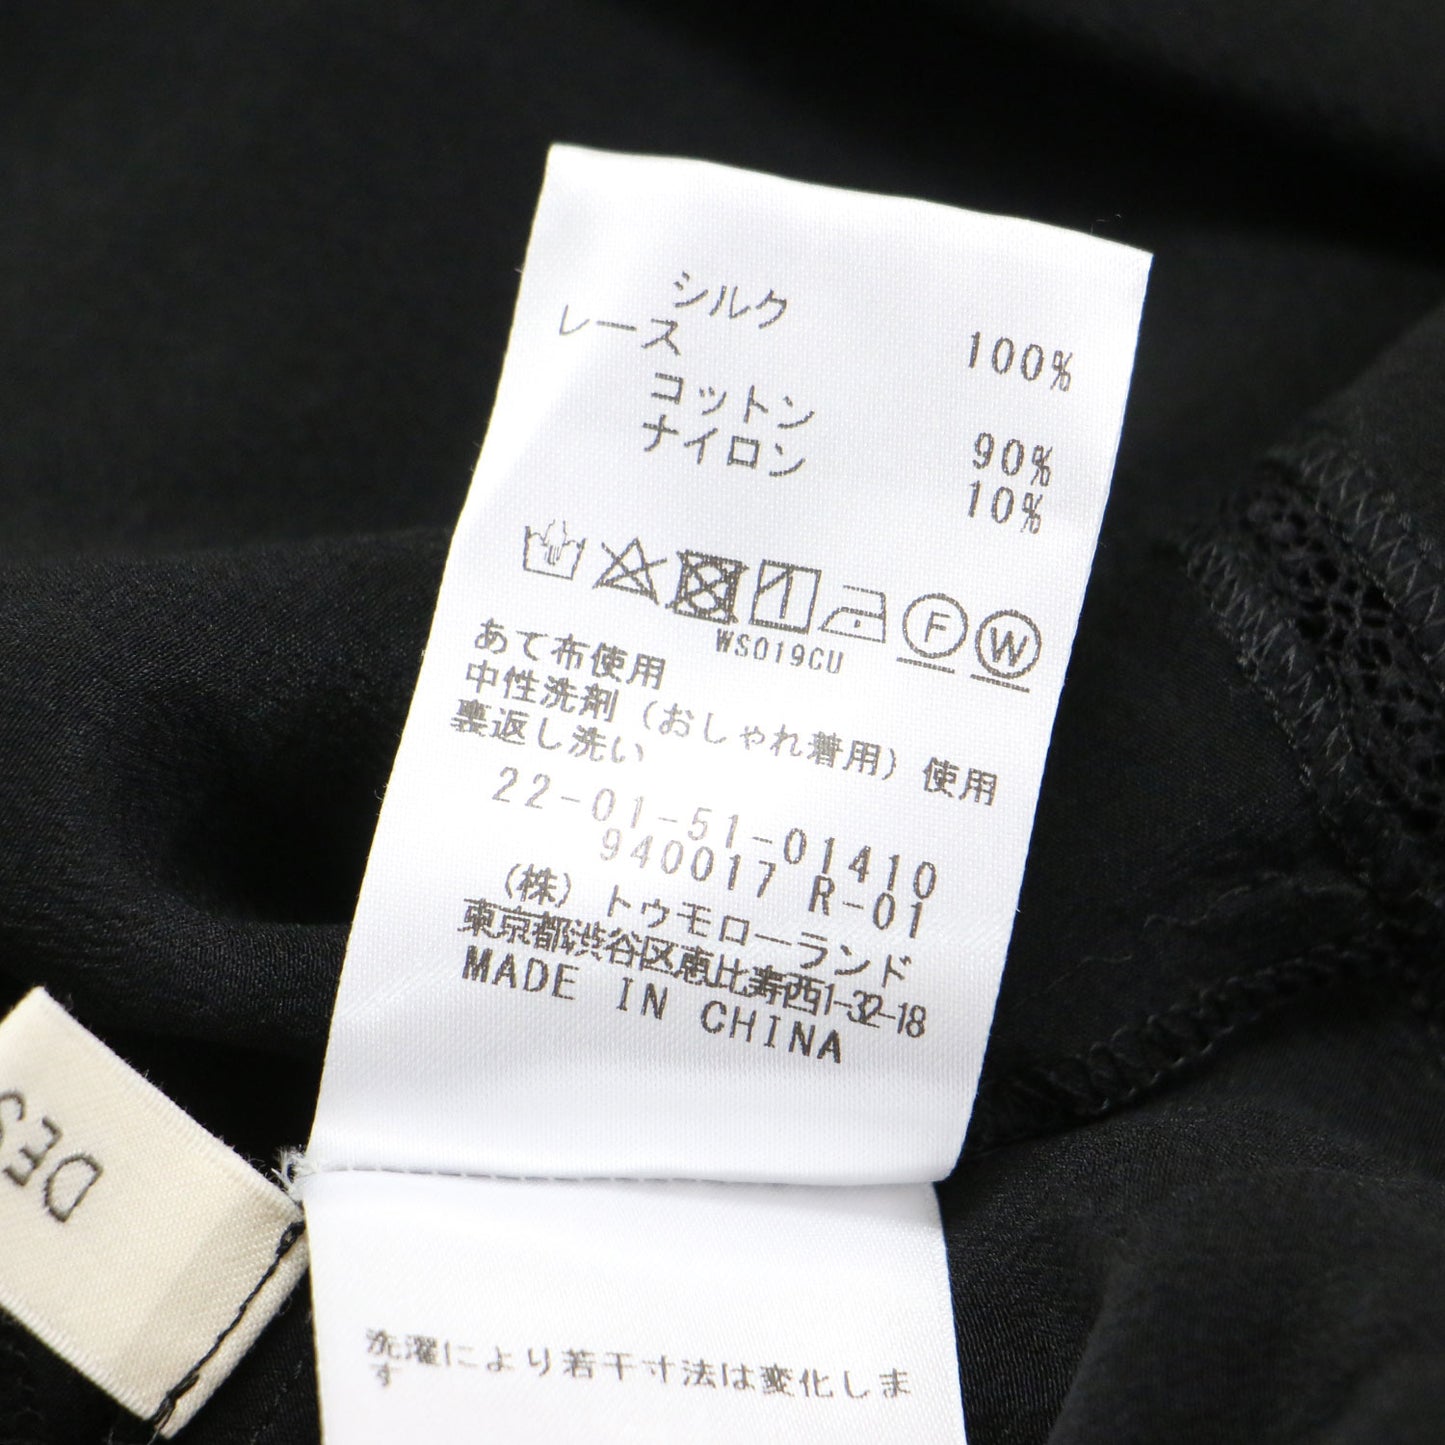 シルク 100%
レース
コットン 90%
ナイロン 10%
F W
WS019CU
あて布使用
中性洗剤（おしゃれ着用）使用
裏返し洗い
22-01-51-01410
940017 R-01
（株）トゥモローランド
東京都渋谷区恵比寿西1-32-18
MADE IN CHINA
洗濯により若干寸法は変化しま
す
DES